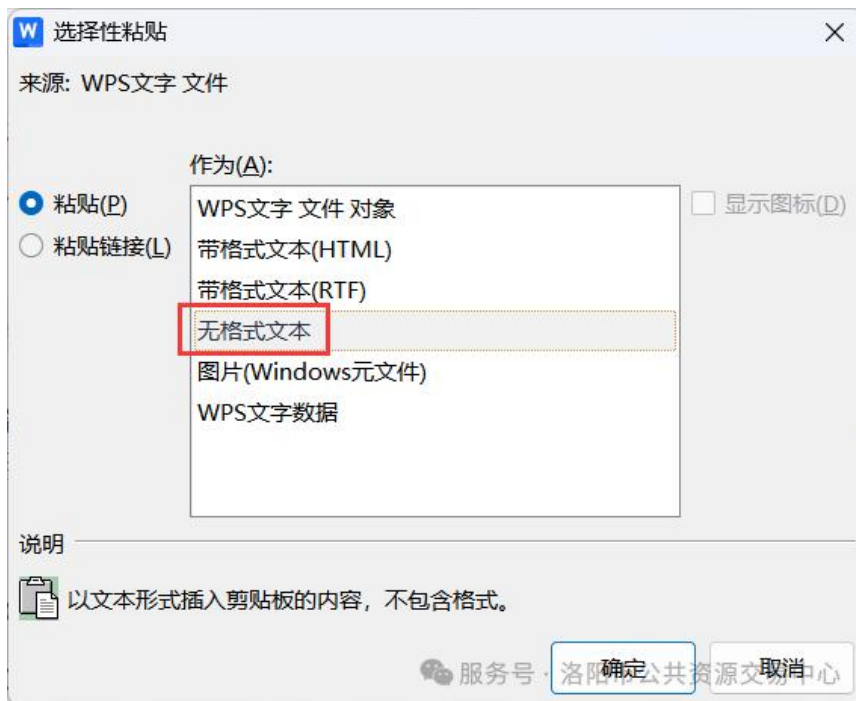 W 选择性粘贴
来源: WPS文字 文件
作为(A):
粘贴(P)
粘贴链接(L)
WPS文字 文件 对象
带格式文本(HTML)
带格式文本(RTF)
无格式文本
图片(Windows元文件)
WPS文字数据
显示图标(D)
说明
以文本形式插入剪贴板的内容，不包含格式。
确定
取消
服务号 · 洛阳市公共资源交易中心